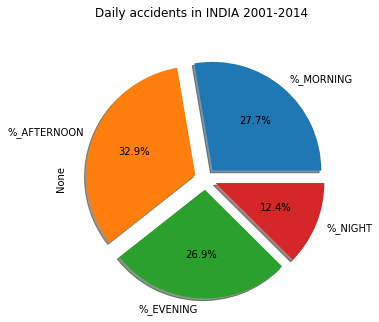 Daily accidents in INDIA 2001-2014
%_MORNING
27.7%
%_AFTERNOON
32.9%
None
12.4%
%_NIGHT
26.9%
%_EVENING